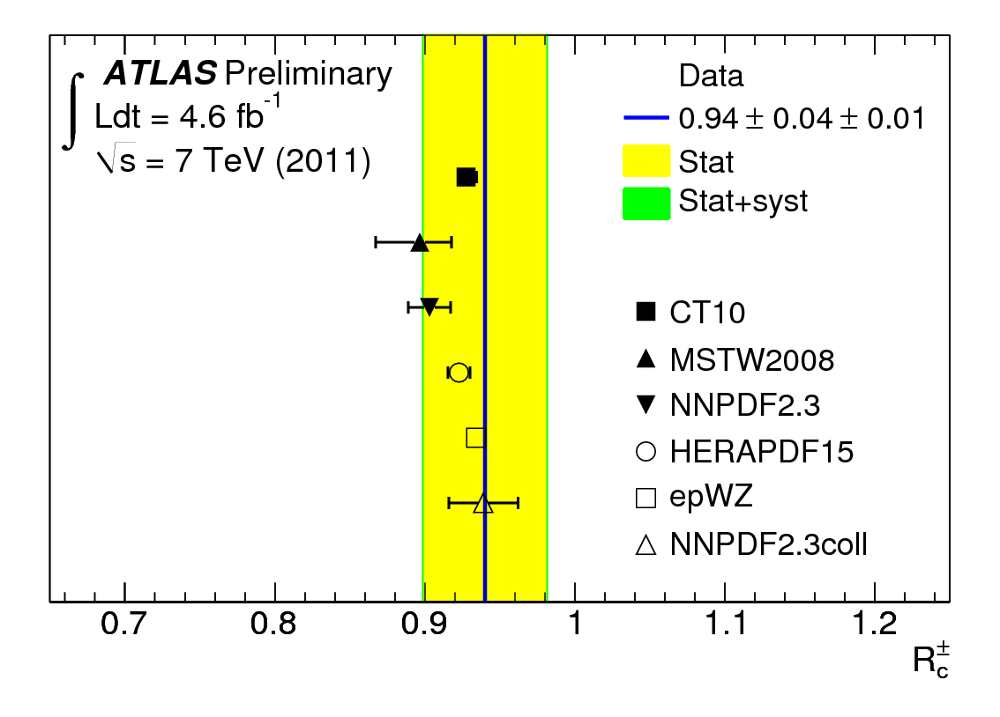 ATLAS Preliminary
∫ Ldt = 4.6 fb⁻¹
√s = 7 TeV (2011)
Data
0.94 ± 0.04 ± 0.01
Stat
Stat+syst
CT10
MSTW2008
NNPDF2.3
HERAPDF15
epWZ
NNPDF2.3coll
0.7 0.8 0.9 1 1.1 1.2
R_c^±